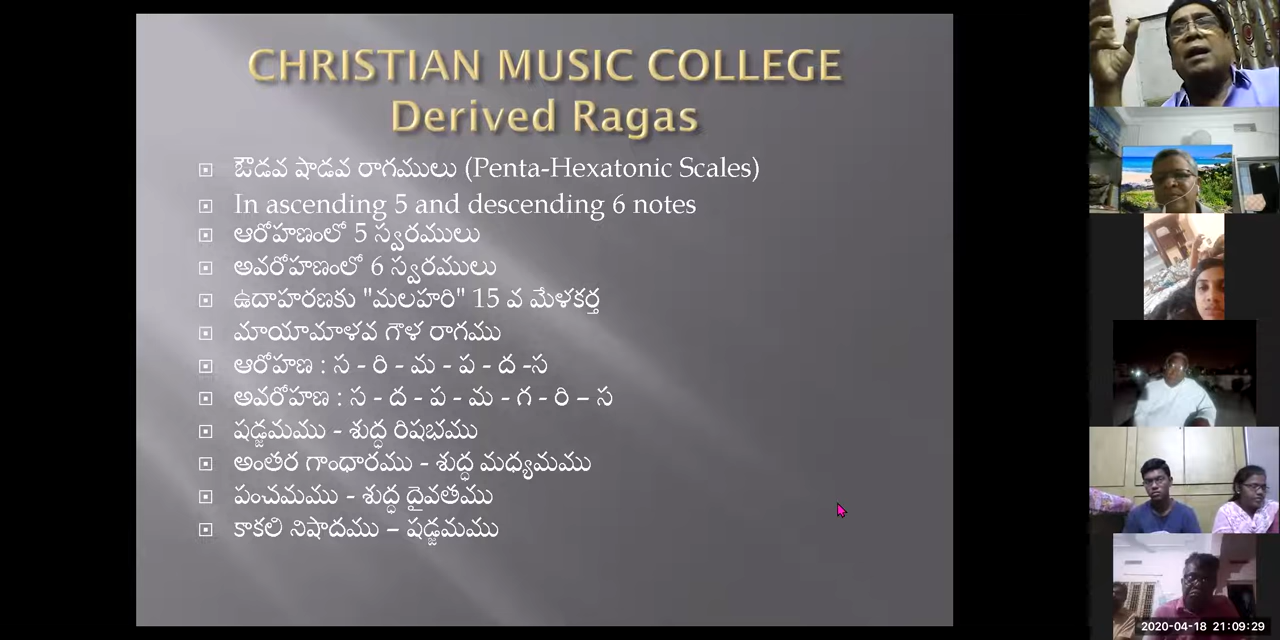 CHRISTIAN MUSIC COLLEGE
Derived Ragas
ఔడవ షాడవ రాగములు (Penta-Hexatonic Scales)
In ascending 5 and descending 6 notes
ఆరోహణంలో 5 స్వరములు
అవరోహణంలో 6 స్వరములు
ఉదాహరణకు "మలహరి" 15 వ మేళకర్త
మాయామాళవ గౌళ రాగము
ఆరోహణ : స - రి - మ - ప - ద -స
అవరోహణ : స - ద - ప - మ - గ - రి – స
షడ్జమము - శుద్ధ రిషభము
అంతర గాంధారము - శుద్ధ మధ్యమము
పంచమము - శుద్ధ దైవతము
కాకలి నిషాదము – షడ్జమము
2020-04-18 21:09:29